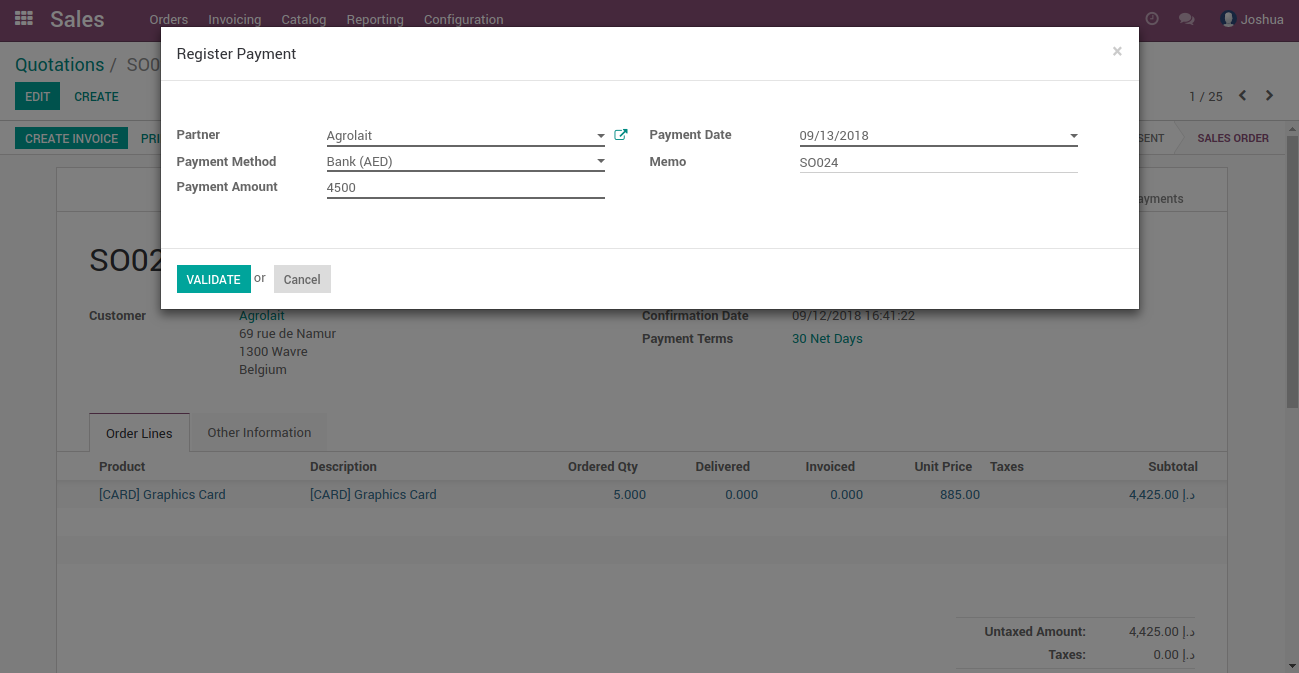 Sales Orders Invoicing Catalog Reporting Configuration Joshua
Register Payment ×
Quotations / SO0
EDIT CREATE 1 / 25
Partner Agrolait Payment Date 09/13/2018
CREATE INVOICE PRI SENT SALES ORDER
Payment Method Bank (AED) Memo SO024
Payment Amount 4500
ayments
SO02
VALIDATE or Cancel
Customer Agrolait Confirmation Date 09/12/2018 16:41:22
69 rue de Namur Payment Terms 30 Net Days
1300 Wavre
Belgium
Order Lines Other Information
Product Description Ordered Qty Delivered Invoiced Unit Price Taxes Subtotal
[CARD] Graphics Card [CARD] Graphics Card 5.000 0.000 0.000 885.00 4,425.00 د.إ
Untaxed Amount: 4,425.00 د.إ
Taxes: 0.00 د.إ